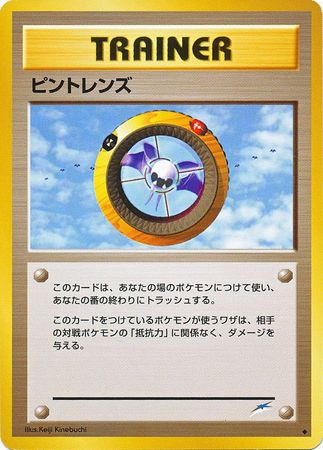 TRAINER
ピントレンズ
このカードは、あなたの場のポケモンにつけて使い、
あなたの番の終わりにトラッシュする。
このカードをつけているポケモンが使うワザは、相手
の対戦ポケモンの「抵抗力」に関係なく、ダメージを
与える。
Illus.Keiji Kinebuchi